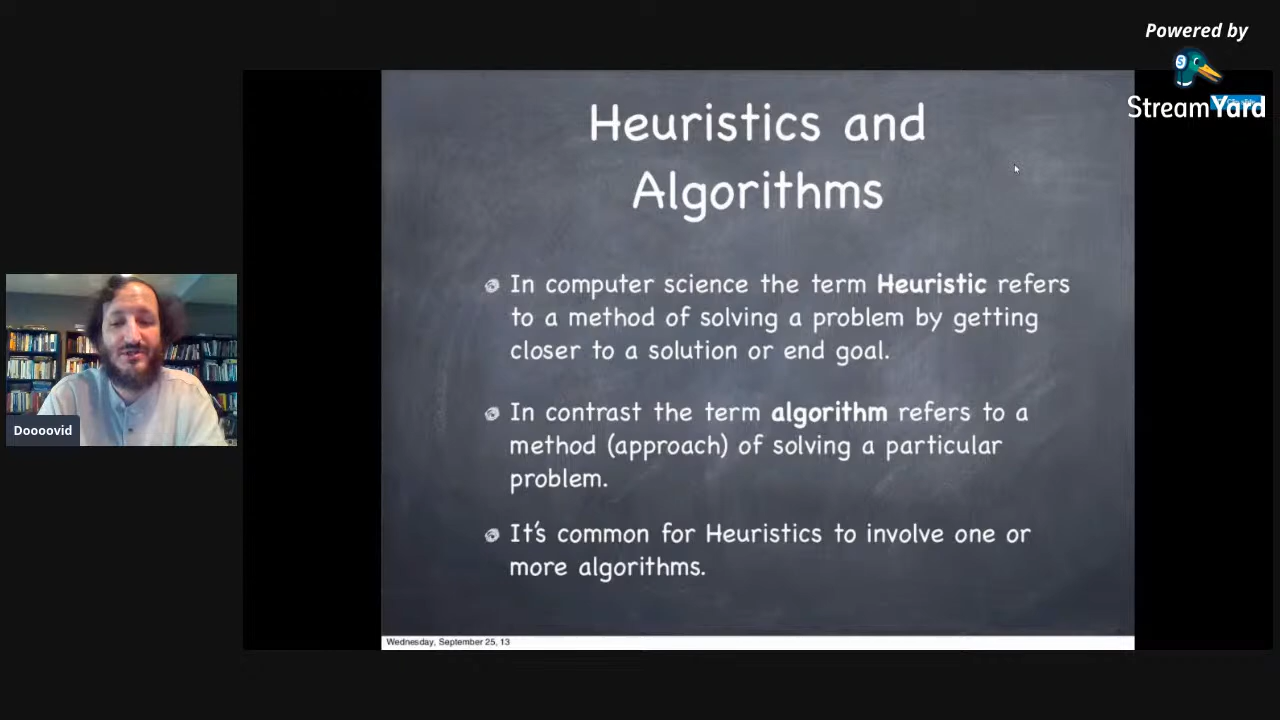 Powered by
StreamYard
Heuristics and
Algorithms
In computer science the term Heuristic refers
to a method of solving a problem by getting
closer to a solution or end goal.
In contrast the term algorithm refers to a
method (approach) of solving a particular
problem.
It's common for Heuristics to involve one or
more algorithms.
Doooovid
Wednesday, September 25, 13